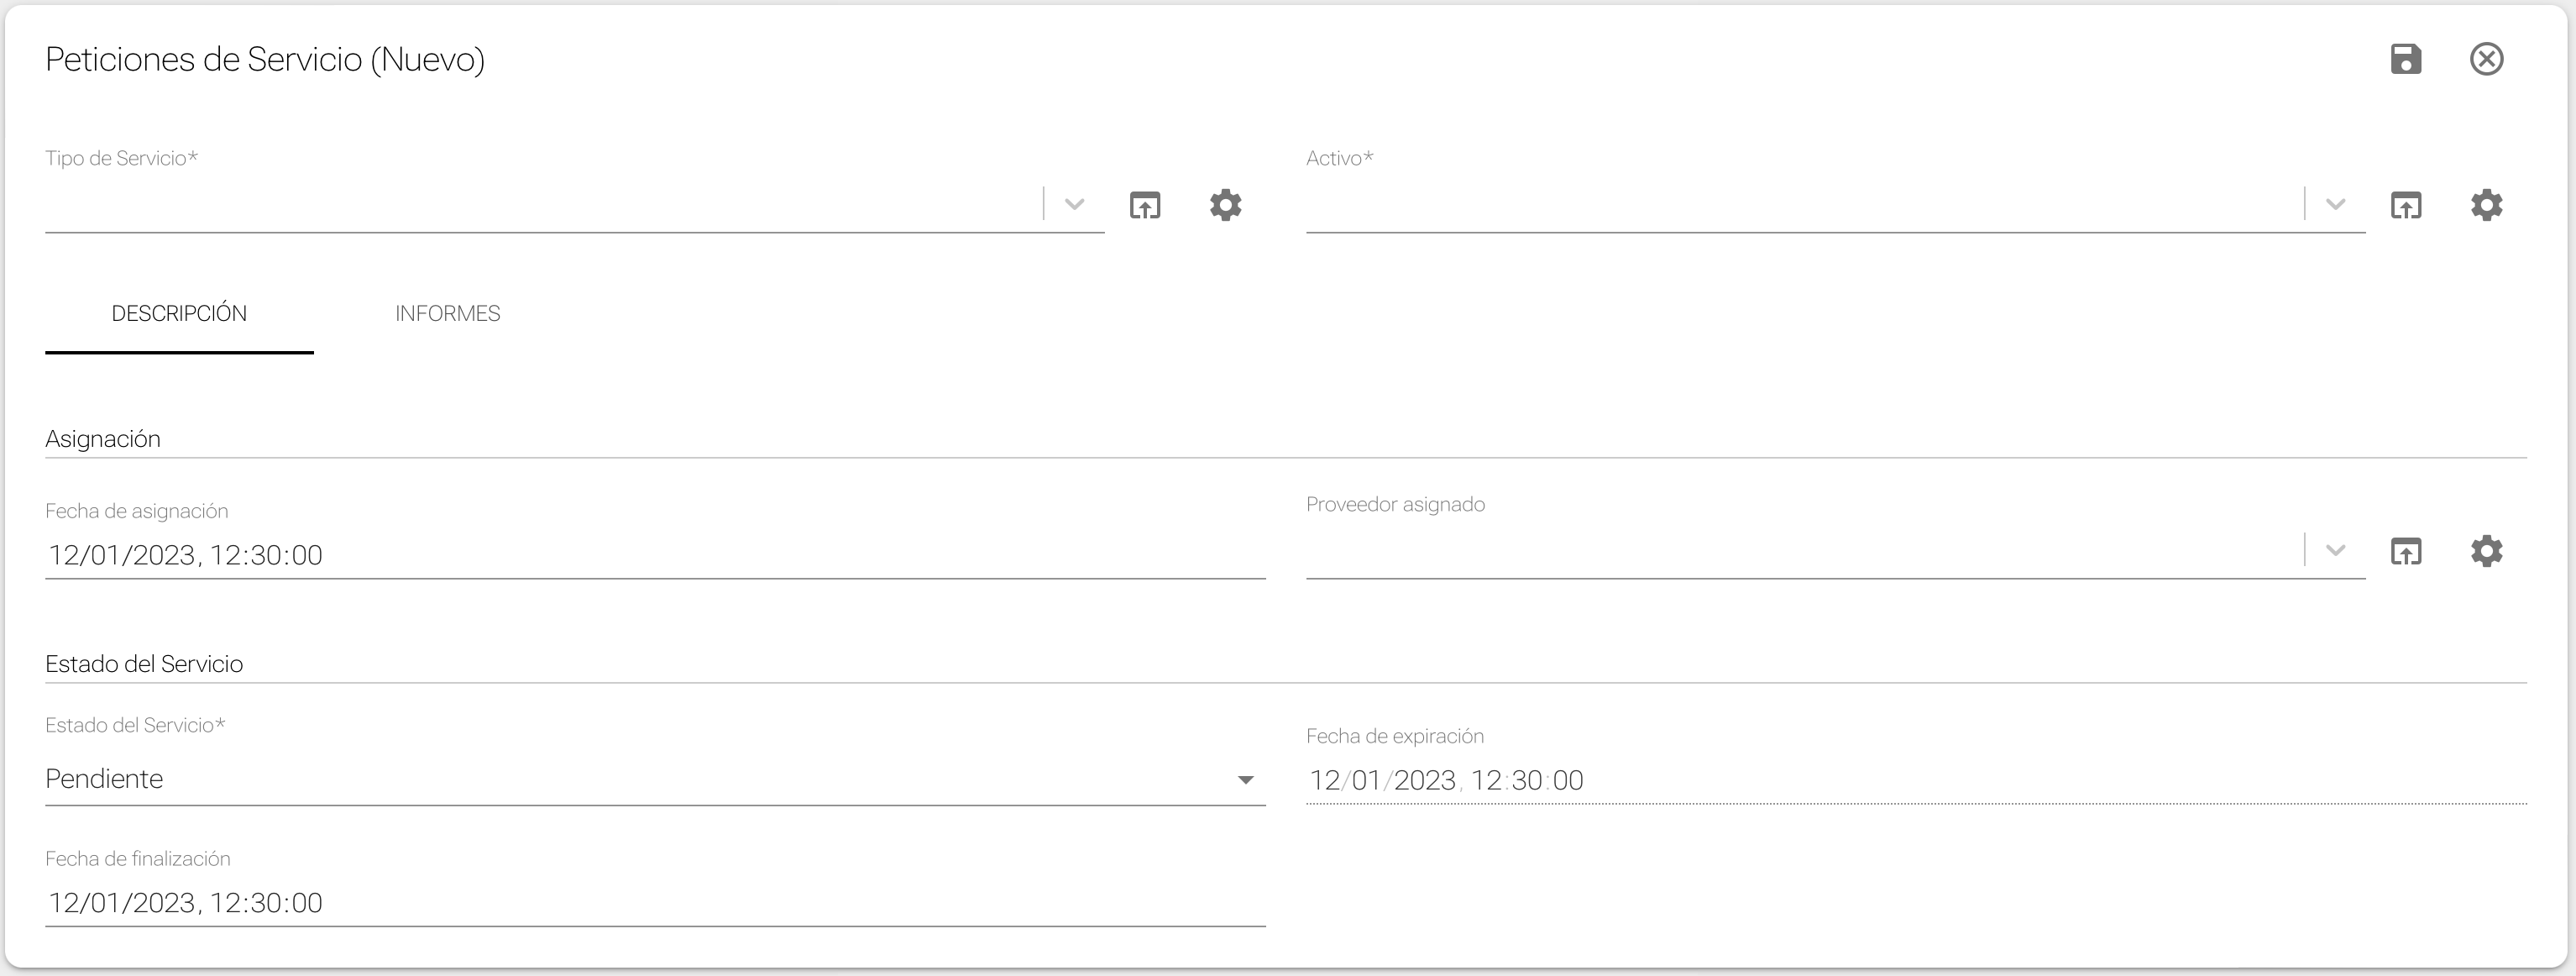 Peticiones de Servicio (Nuevo)
Tipo de Servicio*
Activo*
DESCRIPCIÓN
INFORMES
Asignación
Fecha de asignación
Proveedor asignado
12/01/2023, 12:30:00
Estado del Servicio
Estado del Servicio*
Fecha de expiración
Pendiente
12/01/2023, 12:30:00
Fecha de finalización
12/01/2023, 12:30:00